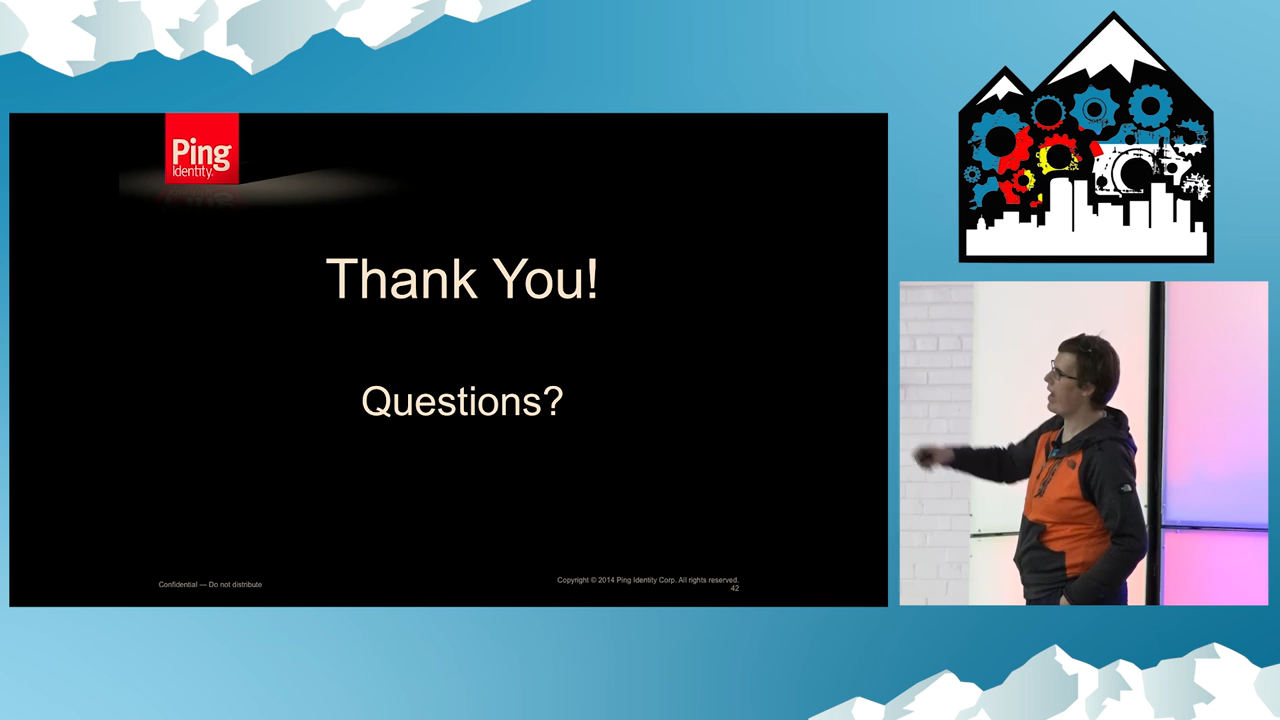 Ping
Identity.
Thank You!
Questions?
Confidential — Do not distribute
Copyright © 2014 Ping Identity Corp. All rights reserved.
42